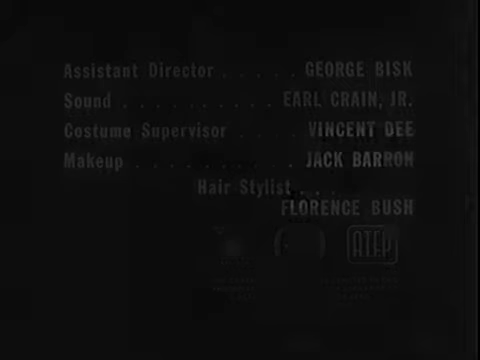 Assistant Director . . . . . GEORGE BISK
Sound . . . . . . . . . . EARL CRAIN, JR.
Costume Supervisor . . . . VINCENT DEE
Makeup . . . . . . . . . . JACK BARRON
Hair Stylist . . .
FLORENCE BUSH